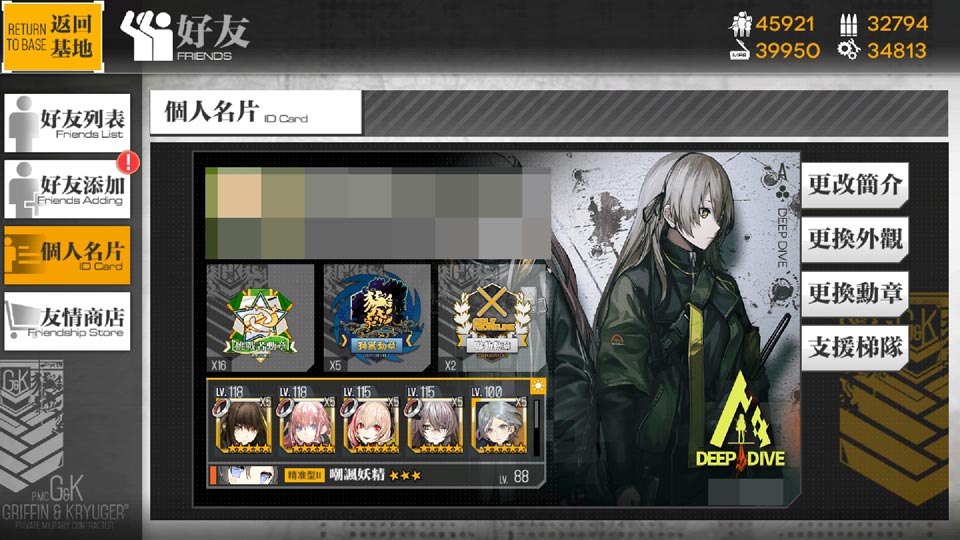 RETURN TO BASE
返回基地
好友
FRIENDS
45921
32794
39950
34813
好友列表
Friends List
好友添加
Friends Adding
!
個人名片
ID Card
友情商店
Friendship Store
個人名片
ID Card
更改簡介
更換外觀
更換勳章
支援梯隊
DEEP DIVE
X16
X5
X2
LV. 118
LV. 118
LV. 115
LV. 115
LV. 100
X5
X5
X5
X5
X5
精準型II
嘲諷妖精
LV. 88
DEEP DIVE
G&K
PMC G&K
GRIFFIN & KRYUGER
PRIVATE MILITARY CONTRACTOR